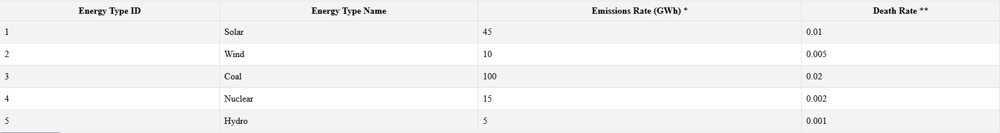 Energy Type ID Energy Type Name Emissions Rate (GWh) * Death Rate **
1 Solar 45 0.01
2 Wind 10 0.005
3 Coal 100 0.02
4 Nuclear 15 0.002
5 Hydro 5 0.001